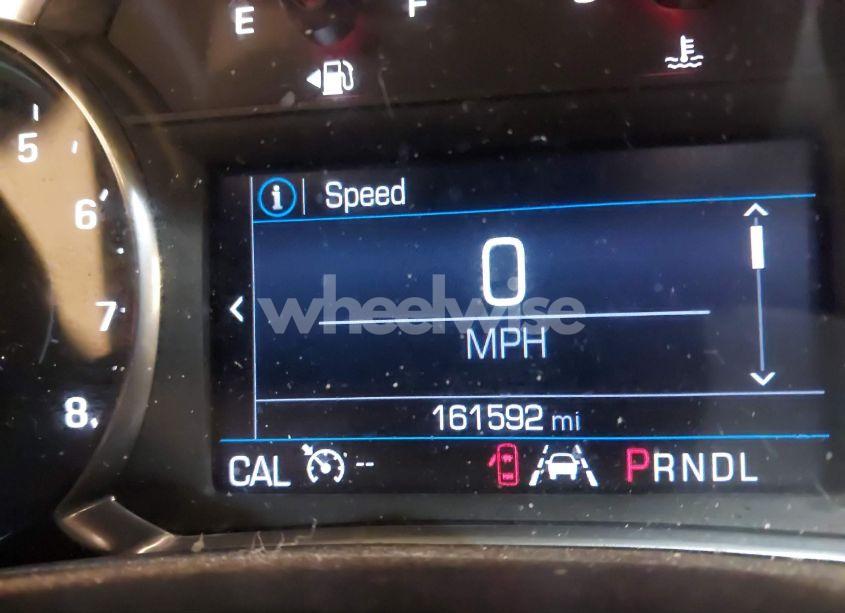 E F
5
6
7
8
i Speed
0
MPH
161592 mi
CAL -- PRNDL
wheelwise